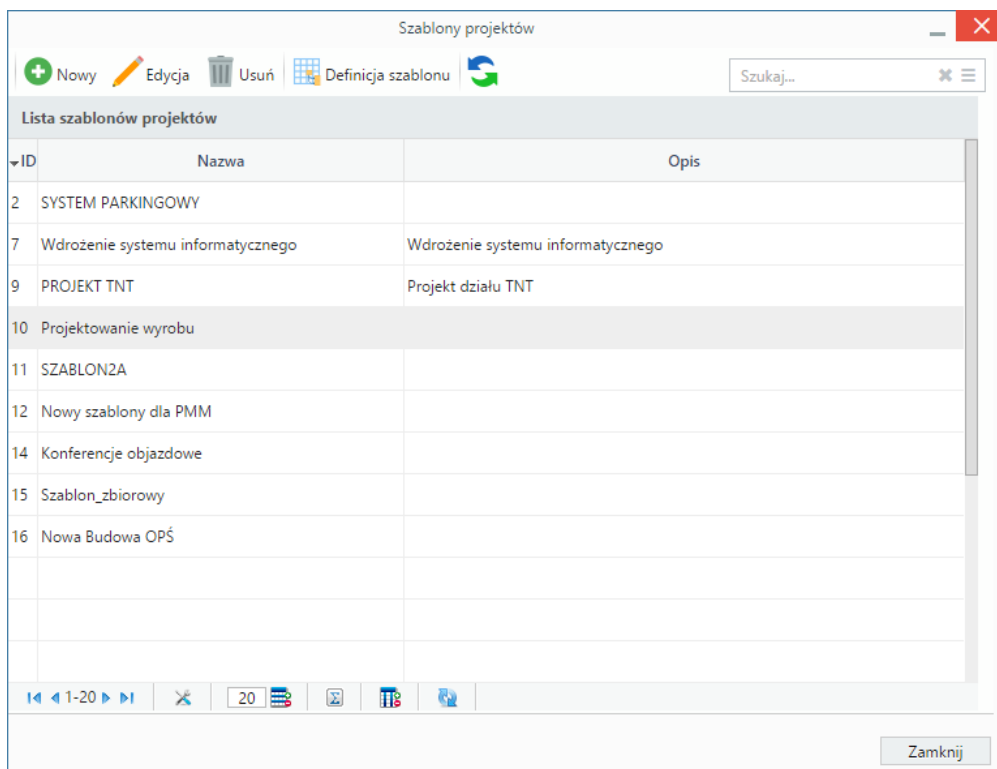 Szablony projektów
Nowy Edycja Usuń Definicja szablonu Szukaj...
Lista szablonów projektów
ID Nazwa Opis
2 SYSTEM PARKINGOWY
7 Wdrożenie systemu informatycznego Wdrożenie systemu informatycznego
9 PROJEKT TNT Projekt działu TNT
10 Projektowanie wyrobu
11 SZABLON2A
12 Nowy szablony dla PMM
14 Konferencje objazdowe
15 Szablon_zbiorowy
16 Nowa Budowa OPŚ
1-20 20 Σ
Zamknij